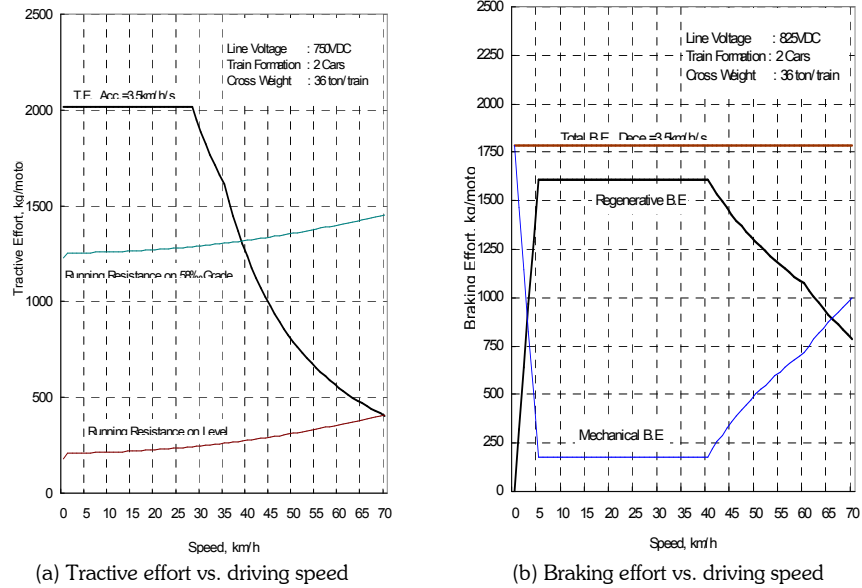 2500
2000
1500
1000
500
0
Tractive Effort, kg/moto
Line Voltage : 750VDC
Train Formation : 2 Cars
Cross Weight : 36 ton/train
T.E. Acc.=3.5km/h/s
Running Resistance on 58‰ Grade
Running Resistance on Level
0 5 10 15 20 25 30 35 40 45 50 55 60 65 70
Speed, km/h
(a) Tractive effort vs. driving speed
2500
2250
2000
1750
1500
1250
1000
750
500
250
0
Braking Effort, kg/moto
Line Voltage : 825VDC
Train Formation : 2 Cars
Cross Weight : 36 ton/train
Total B.E. Dece.=3.5km/h/s
Regenerative B.E
Mechanical B.E
0 5 10 15 20 25 30 35 40 45 50 55 60 65 70
Speed, km/h
(b) Braking effort vs. driving speed